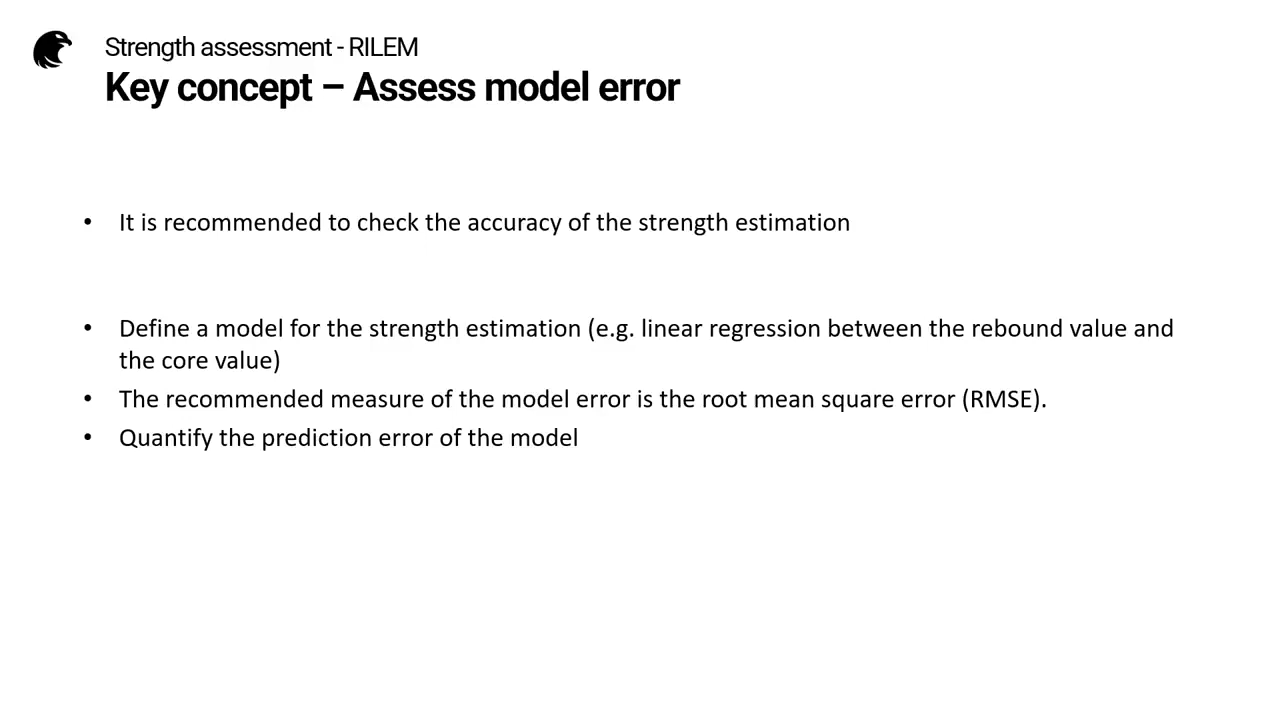 Strength assessment - RILEM
Key concept – Assess model error
• It is recommended to check the accuracy of the strength estimation
• Define a model for the strength estimation (e.g. linear regression between the rebound value and
the core value)
• The recommended measure of the model error is the root mean square error (RMSE).
• Quantify the prediction error of the model